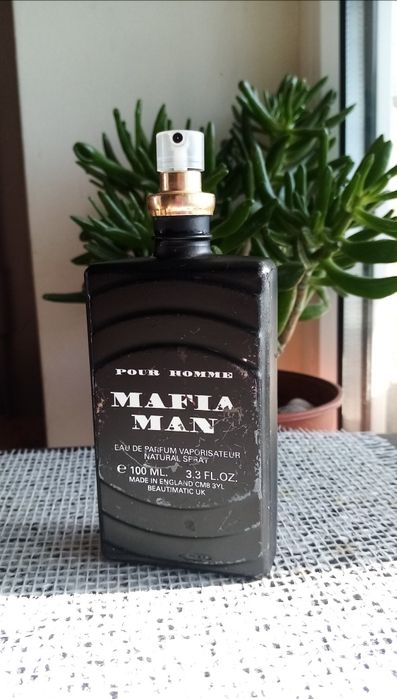 POUR HOMME
MAFIA
MAN
EAU DE PARFUM VAPORISATEUR
NATURAL SPRAY
℮ 100 ML. 3.3 FL.OZ.
MADE IN ENGLAND CM8 3YL
BEAUTIMATIC UK